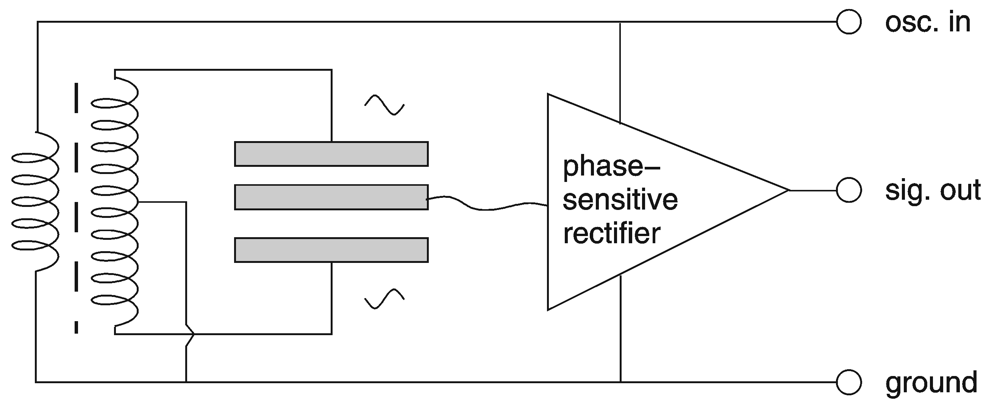 osc. in
phase–
sensitive
rectifier
sig. out
ground